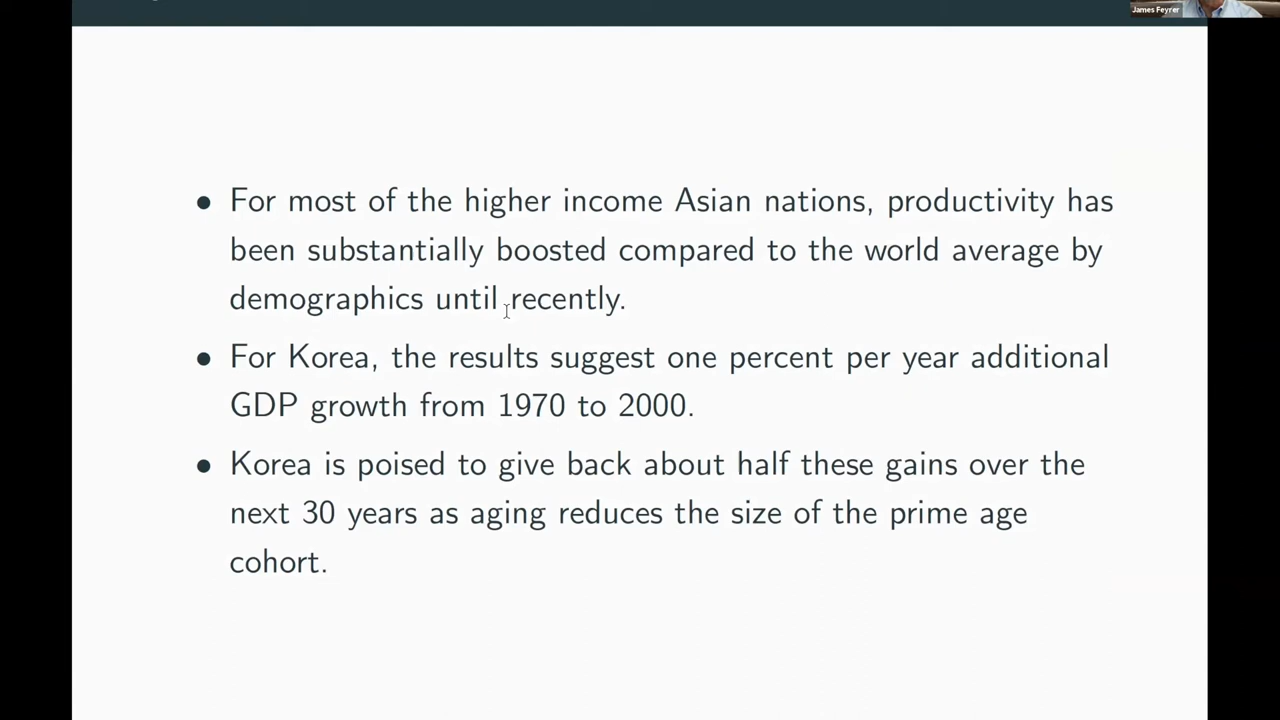 James Feyrer
• For most of the higher income Asian nations, productivity has
been substantially boosted compared to the world average by
demographics until recently.
• For Korea, the results suggest one percent per year additional
GDP growth from 1970 to 2000.
• Korea is poised to give back about half these gains over the
next 30 years as aging reduces the size of the prime age
cohort.